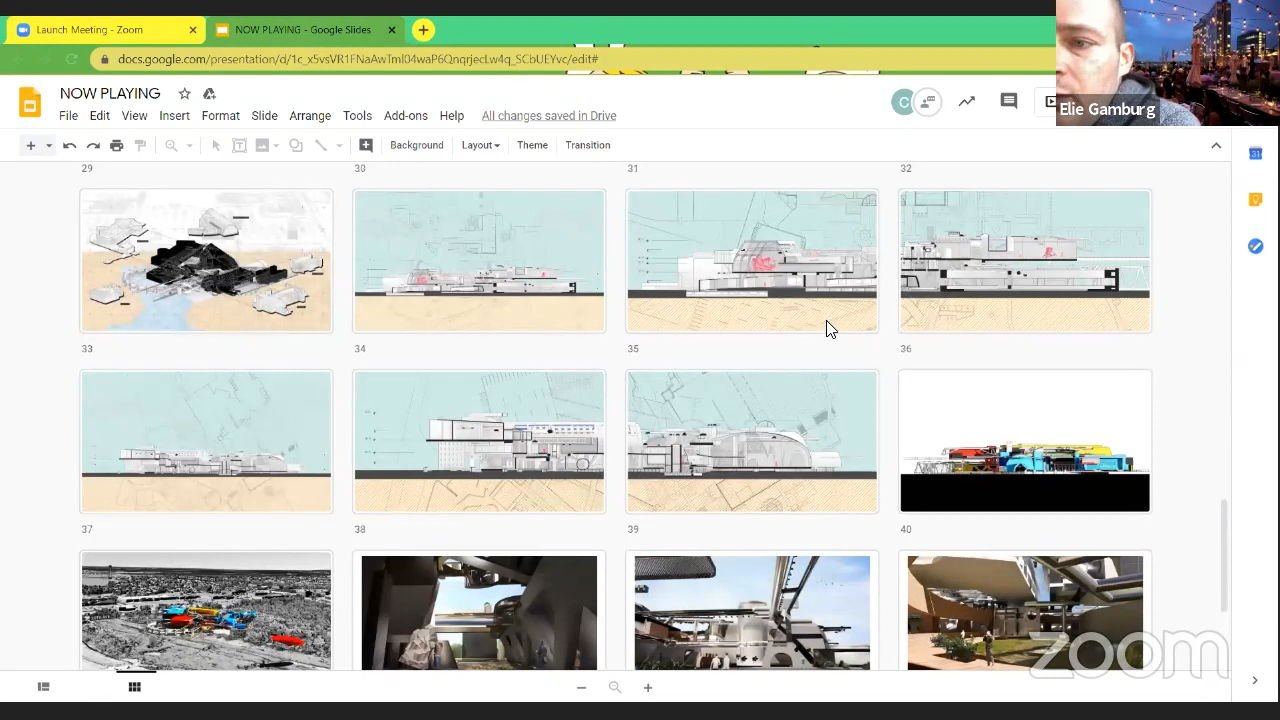 Launch Meeting - Zoom
NOW PLAYING - Google Slides
docs.google.com/presentation/d/1c_x5vsVR1FNaAwTml04waP6QnqrjecLw4q_SCbUEYvc/edit#
Elie Gamburg
NOW PLAYING
C
File Edit View Insert Format Slide Arrange Tools Add-ons Help All changes saved in Drive
Background Layout Theme Transition
31
29 30 31 32
33 34 35 36
37 38 39 40
zoom